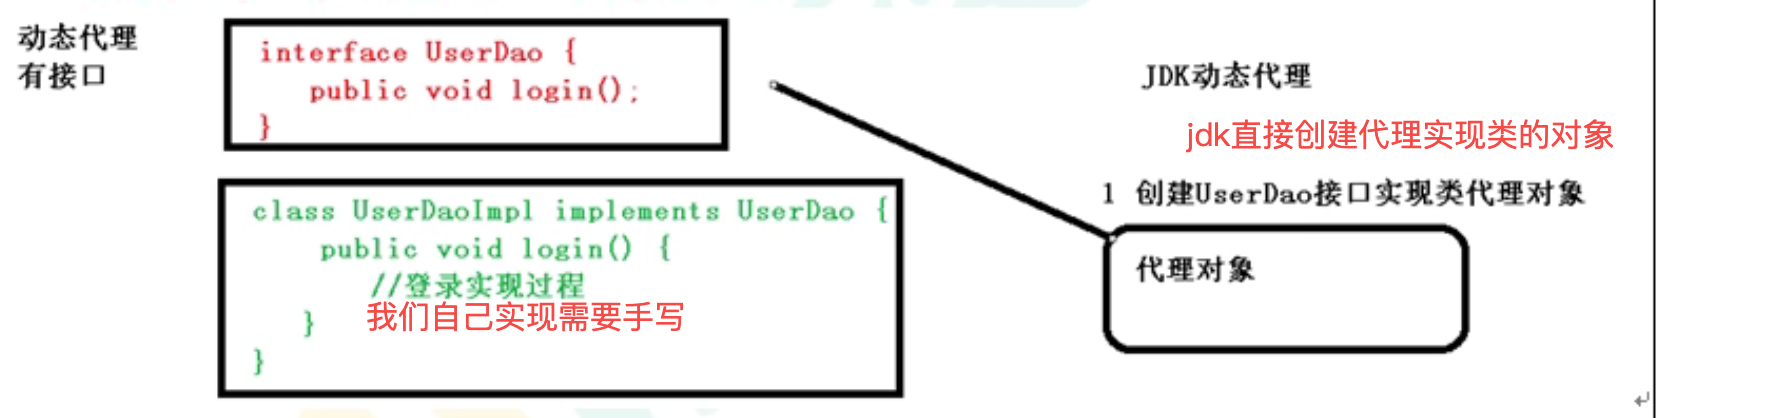 动态代理
有接口
interface UserDao {
public void login();
}
class UserDaoImpl implements UserDao {
public void login() {
//登录实现过程
我们自己实现需要手写
}
}
JDK动态代理
jdk直接创建代理实现类的对象
1 创建UserDao接口实现类代理对象
代理对象